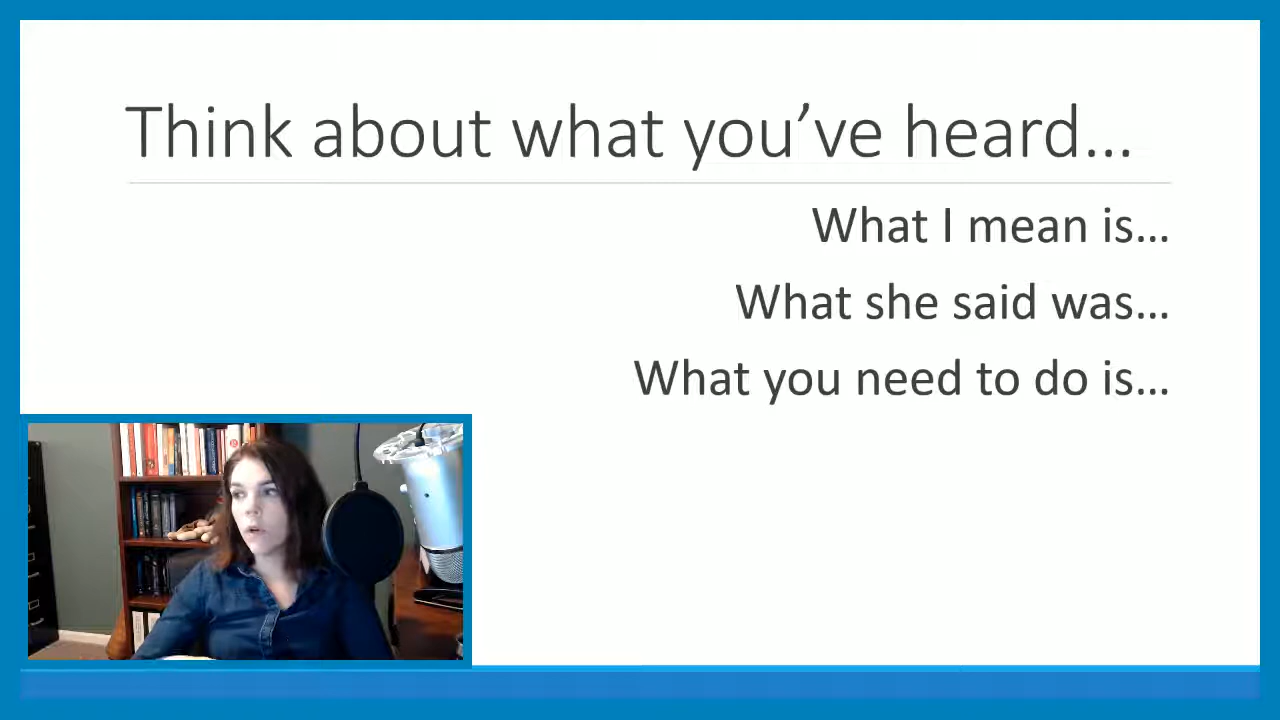 Think about what you’ve heard…
What I mean is…
What she said was…
What you need to do is…